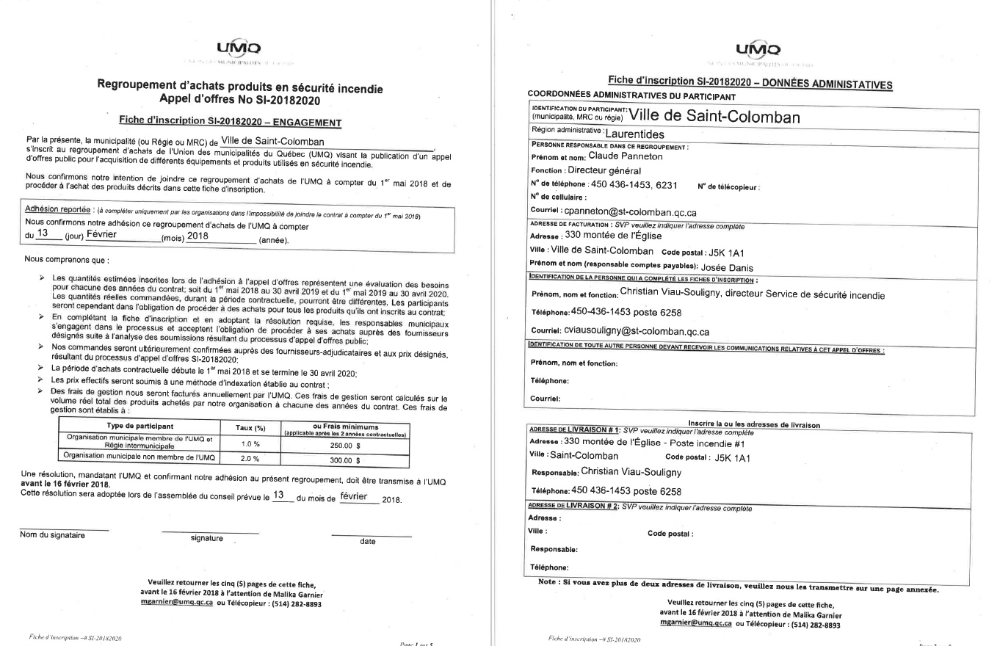 UMQ
UNION DES MUNICIPALITÉS DU QUÉBEC
Regroupement d'achats produits en sécurité incendie
Appel d'offres No SI-20182020
Fiche d'inscription SI-20182020 – ENGAGEMENT
Par la présente, la municipalité (ou Régie ou MRC) de Ville de Saint-Colomban,
s'inscrit au regroupement d'achats de l'Union des municipalités du Québec (UMQ) visant la publication d'un appel
d'offres public pour l'acquisition de différents équipements et produits utilisés en sécurité incendie.
Nous confirmons notre intention de joindre ce regroupement d'achats de l'UMQ à compter du 1er mai 2018 et de
procéder à l'achat des produits décrits dans cette fiche d'inscription.
Adhésion reportée : (à compléter uniquement par les organisations dans l'impossibilité de joindre le contrat à compter du 1er mai 2018)
Nous confirmons notre adhésion ce regroupement d'achats de l'UMQ à compter
du 13 (jour) Février (mois) 2018 (année).
Nous comprenons que :
➢ Les quantités estimées inscrites lors de l'adhésion à l'appel d'offres représentent une évaluation des besoins
pour chacune des années du contrat; soit du 1er mai 2018 au 30 avril 2019 et du 1er mai 2019 au 30 avril 2020.
Les quantités réelles commandées, durant la période contractuelle, pourront être différentes. Les participants
seront cependant dans l'obligation de procéder à des achats pour tous les produits qu'ils ont inscrits au contrat;
➢ En complétant la fiche d'inscription et en adoptant la résolution requise, les responsables municipaux
s'engagent dans le processus et acceptent l'obligation de procéder à ses achats auprès des fournisseurs
désignés suite à l'analyse des soumissions résultant du processus d'appel d'offres public;
➢ Nos commandes seront ultérieurement confirmées auprès des fournisseurs-adjudicataires et aux prix désignés,
résultant du processus d'appel d'offres SI-20182020;
➢ La période d'achats contractuelle débute le 1er mai 2018 et se termine le 30 avril 2020;
➢ Les prix effectifs seront soumis à une méthode d'indexation établie au contrat ;
➢ Des frais de gestion nous seront facturés annuellement par l'UMQ. Ces frais de gestion seront calculés sur le
volume réel total des produits achetés par notre organisation à chacune des années du contrat. Ces frais de
gestion sont établis à :
Type de participant Taux (%) ou Frais minimums
(applicable après les 2 années contractuelles)
Organisation municipale membre de l'UMQ et
Régie intermunicipale 1.0 % 250.00 $
Organisation municipale non membre de l'UMQ 2.0 % 300.00 $
Une résolution, mandatant l'UMQ et confirmant notre adhésion au présent regroupement, doit être transmise à l'UMQ
avant le 16 février 2018.
Cette résolution sera adoptée lors de l'assemblée du conseil prévue le 13 du mois de février 2018.
Nom du signataire signature date
Veuillez retourner les cinq (5) pages de cette fiche,
avant le 16 février 2018 à l'attention de Malika Garnier
mgarnier@umq.qc.ca ou Télécopieur : (514) 282-8893
Fiche d'inscription –# SI-20182020
Page 1 sur 5
UMQ
UNION DES MUNICIPALITÉS DU QUÉBEC
Fiche d'inscription SI-20182020 – DONNÉES ADMINISTATIVES
COORDONNÉES ADMINISTRATIVES DU PARTICIPANT
IDENTIFICATION DU PARTICIPANT:
(municipalité, MRC ou régie) Ville de Saint-Colomban
Région administrative : Laurentides
PERSONNE RESPONSABLE DANS CE REGROUPEMENT :
Prénom et nom: Claude Panneton
Fonction : Directeur général
N° de téléphone : 450 436-1453, 6231 N° de télécopieur :
N° de cellulaire :
Courriel : cpanneton@st-colomban.qc.ca
ADRESSE DE FACTURATION : SVP veuillez indiquer l'adresse complète
Adresse : 330 montée de l'Église
Ville : Ville de Saint-Colomban Code postal : J5K 1A1
Prénom et nom (responsable comptes payables): Josée Danis
IDENTIFICATION DE LA PERSONNE QUI A COMPLÉTÉ LES FICHES D'INSCRIPTION :
Prénom, nom et fonction: Christian Viau-Souligny, directeur Service de sécurité incendie
Téléphone: 450-436-1453 poste 6258
Courriel: cviausouligny@st-colomban.qc.ca
IDENTIFICATION DE TOUTE AUTRE PERSONNE DEVANT RECEVOIR LES COMMUNICATIONS RELATIVES À CET APPEL D'OFFRES :
Prénom, nom et fonction:
Téléphone:
Courriel:
Inscrire la ou les adresses de livraison
ADRESSE DE LIVRAISON # 1: SVP veuillez indiquer l'adresse complète
Adresse : 330 montée de l'Église - Poste incendie #1
Ville : Saint-Colomban Code postal : J5K 1A1
Responsable: Christian Viau-Souligny
Téléphone: 450 436-1453 poste 6258
ADRESSE DE LIVRAISON # 2: SVP veuillez indiquer l'adresse complète
Adresse :
Ville : Code postal :
Responsable:
Téléphone:
Note : Si vous avez plus de deux adresses de livraison, veuillez nous les transmettre sur une page annexée.
Veuillez retourner les cinq (5) pages de cette fiche,
avant le 16 février 2018 à l'attention de Malika Garnier
mgarnier@umq.qc.ca ou Télécopieur : (514) 282-8893
Fiche d'inscription –# SI-20182020